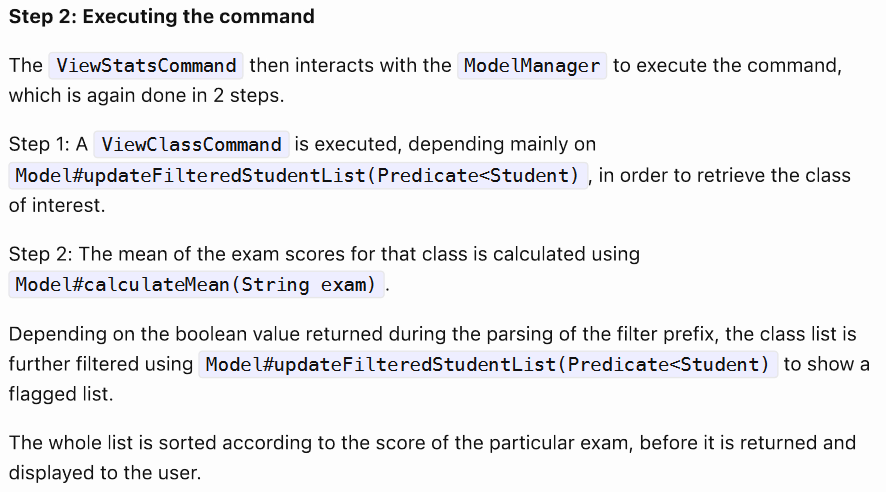 Step 2: Executing the command
The ViewStatsCommand then interacts with the ModelManager to execute the command,
which is again done in 2 steps.
Step 1: A ViewClassCommand is executed, depending mainly on
Model#updateFilteredStudentList(Predicate<Student) , in order to retrieve the class
of interest.
Step 2: The mean of the exam scores for that class is calculated using
Model#calculateMean(String exam) .
Depending on the boolean value returned during the parsing of the filter prefix, the class list is
further filtered using Model#updateFilteredStudentList(Predicate<Student) to show a
flagged list.
The whole list is sorted according to the score of the particular exam, before it is returned and
displayed to the user.